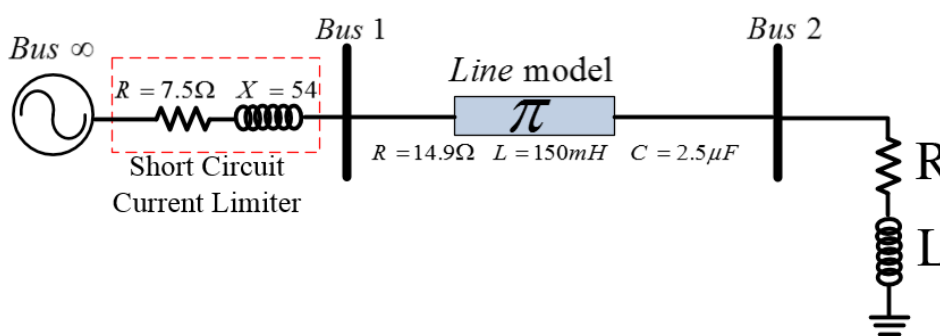 Bus ∞
Bus 1
Bus 2
Line model
R = 7.5Ω X = 54
π
R = 14.9Ω L = 150mH C = 2.5μF
Short Circuit
Current Limiter
R
L